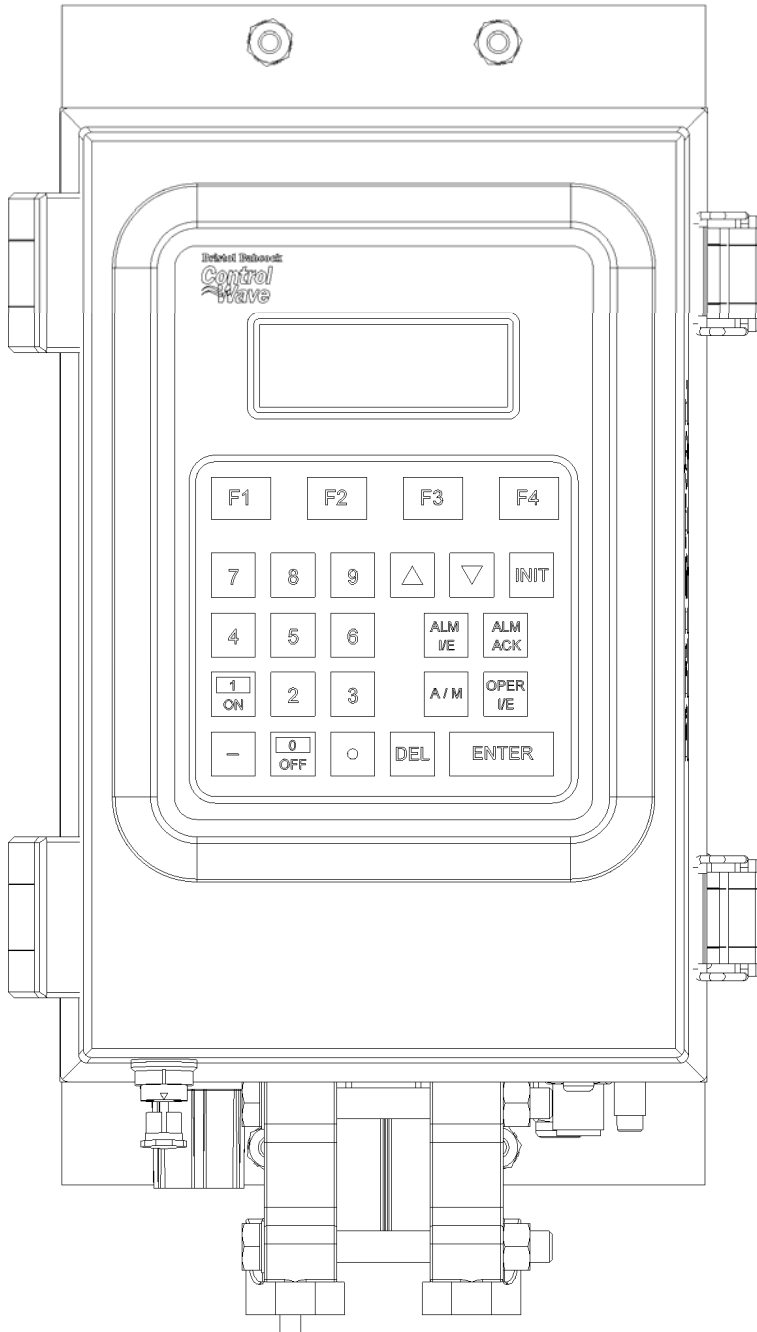 Bristol Babcock
Control
Wave
F1 F2 F3 F4
7 8 9 △ ▽ INIT
4 5 6 ALM I/E ALM ACK
1 ON 2 3 A / M OPER I/E
– 0 OFF ○ DEL ENTER